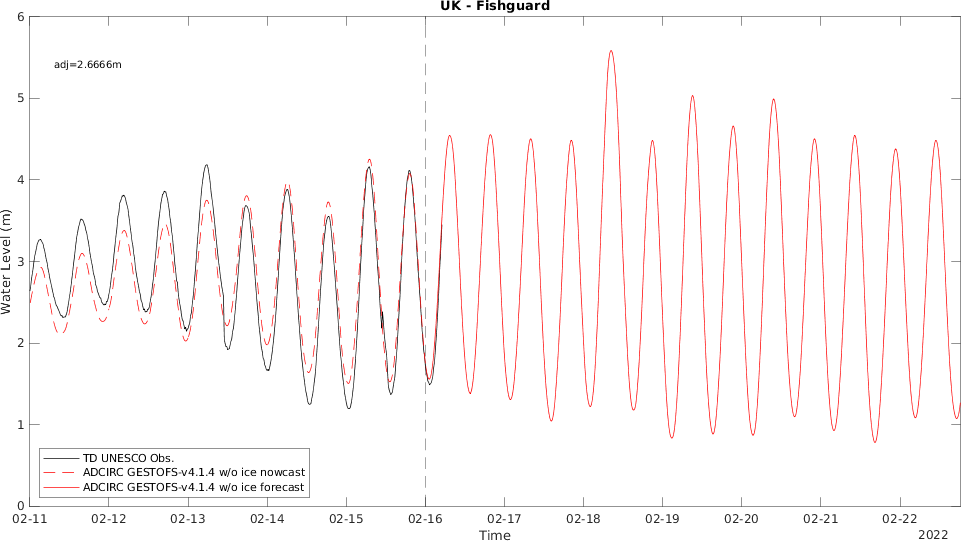 UK - Fishguard
6
adj=2.6666m
5
4
3
2
1
0
Water Level (m)
TD UNESCO Obs.
ADCIRC GESTOFS-v4.1.4 w/o ice nowcast
ADCIRC GESTOFS-v4.1.4 w/o ice forecast
02-11 02-12 02-13 02-14 02-15 02-16 02-17 02-18 02-19 02-20 02-21 02-22
Time
2022